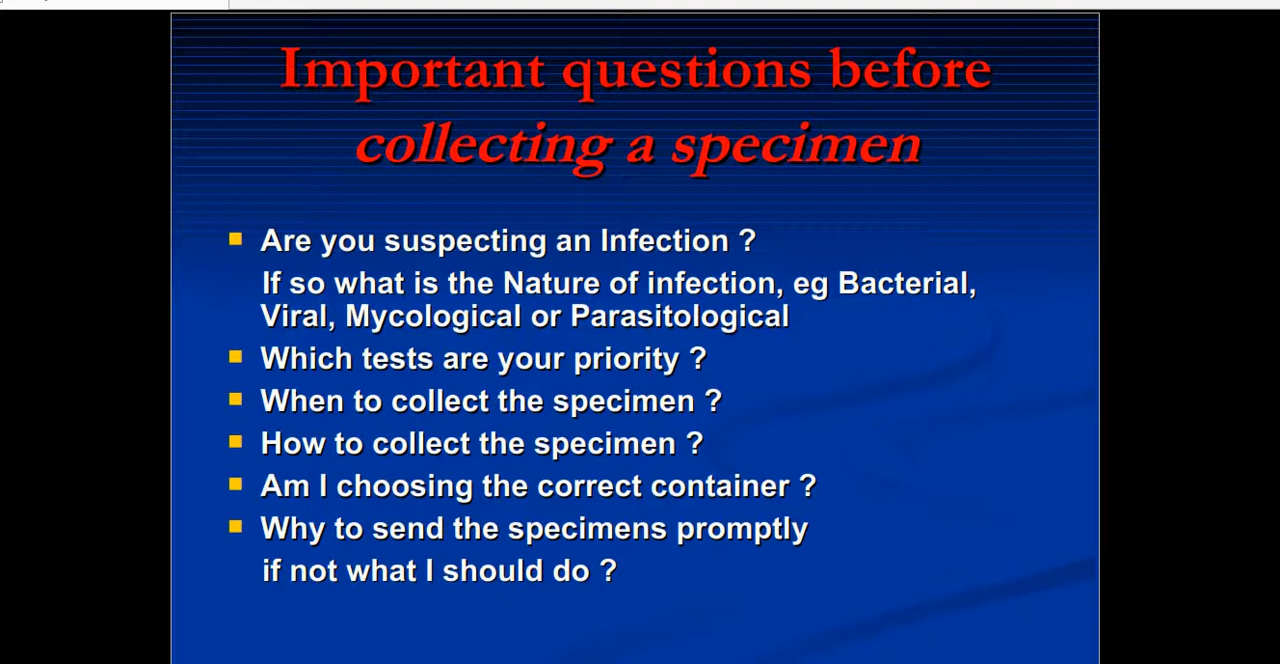 Important questions before
collecting a specimen
Are you suspecting an Infection ?
If so what is the Nature of infection, eg Bacterial,
Viral, Mycological or Parasitological
Which tests are your priority ?
When to collect the specimen ?
How to collect the specimen ?
Am I choosing the correct container ?
Why to send the specimens promptly
if not what I should do ?